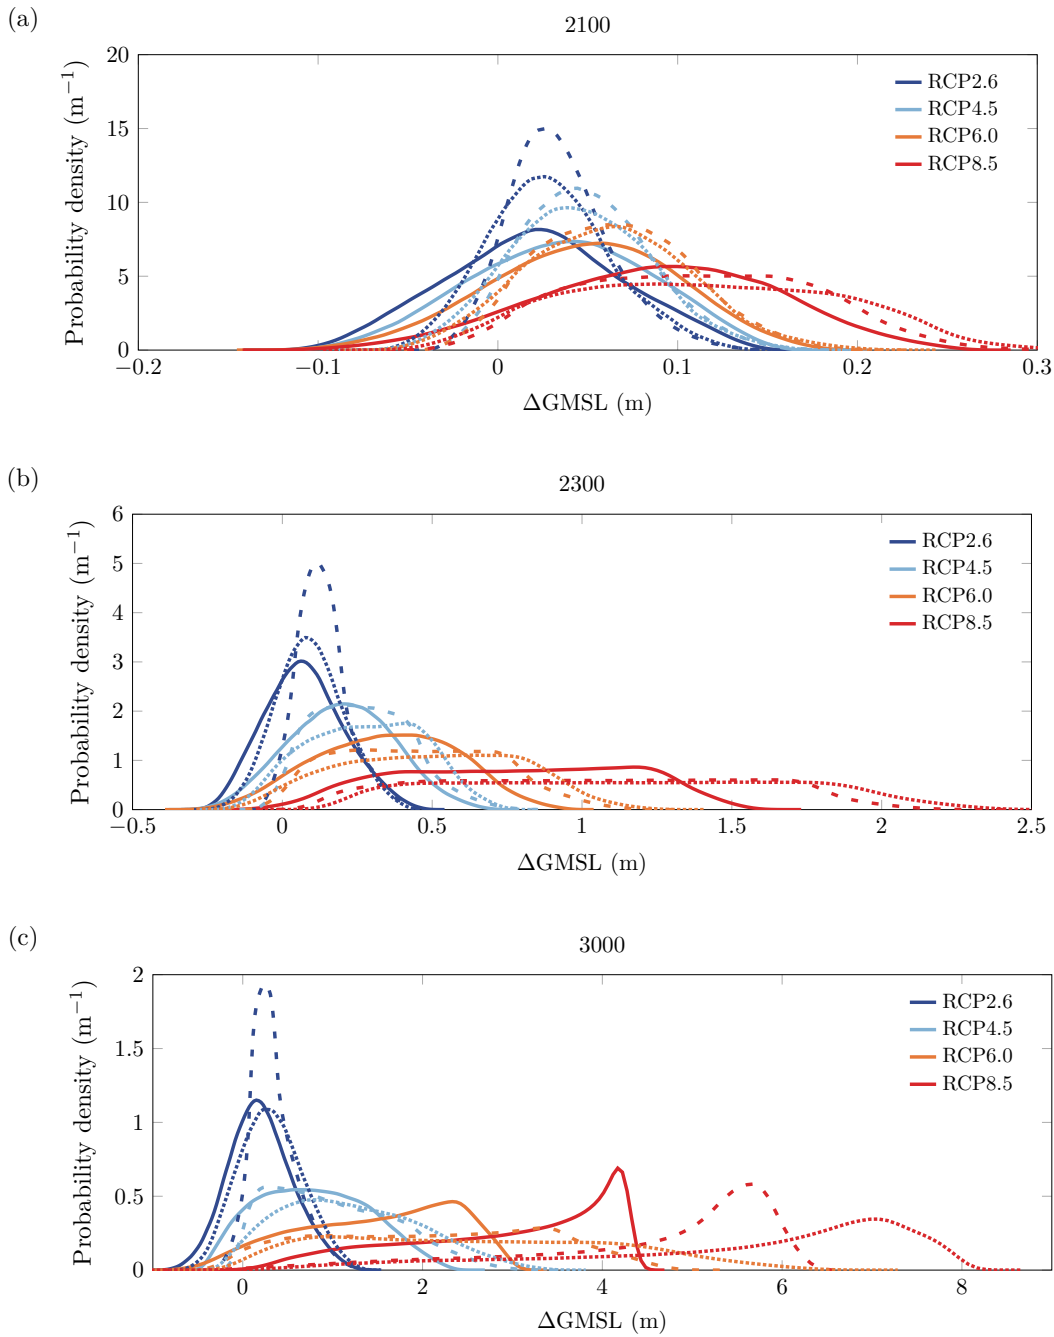 (a)
2100
Probability density (m−1)
20
15
10
5
0
−0.2
−0.1
0
0.1
0.2
0.3
ΔGMSL (m)
RCP2.6
RCP4.5
RCP6.0
RCP8.5
(b)
2300
Probability density (m−1)
6
5
4
3
2
1
0
−0.5
0
0.5
1
1.5
2
2.5
ΔGMSL (m)
RCP2.6
RCP4.5
RCP6.0
RCP8.5
(c)
3000
Probability density (m−1)
2
1.5
1
0.5
0
0
2
4
6
8
ΔGMSL (m)
RCP2.6
RCP4.5
RCP6.0
RCP8.5